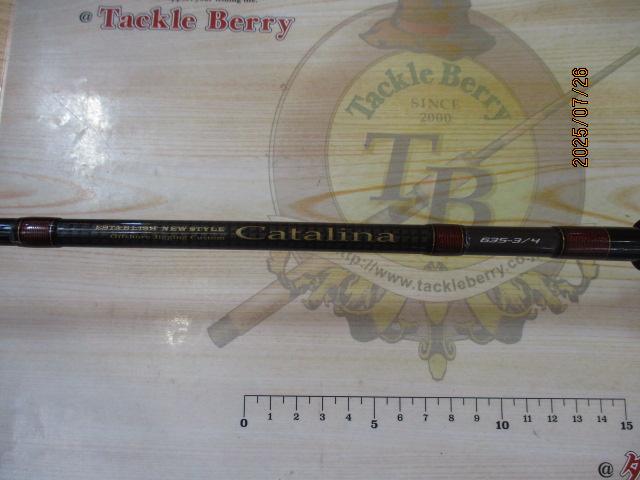 @ Tackle Berry
Tackle Berry
SINCE
2000
TB
2025/07/26
ESTABLISH NEW STYLE
Offshore Jigging Custom
Catalina
635-3/4
http://www.tackleberry.co
0 1 2 3 4 5 6 7 8 9 10 11 12 13 14 15
@